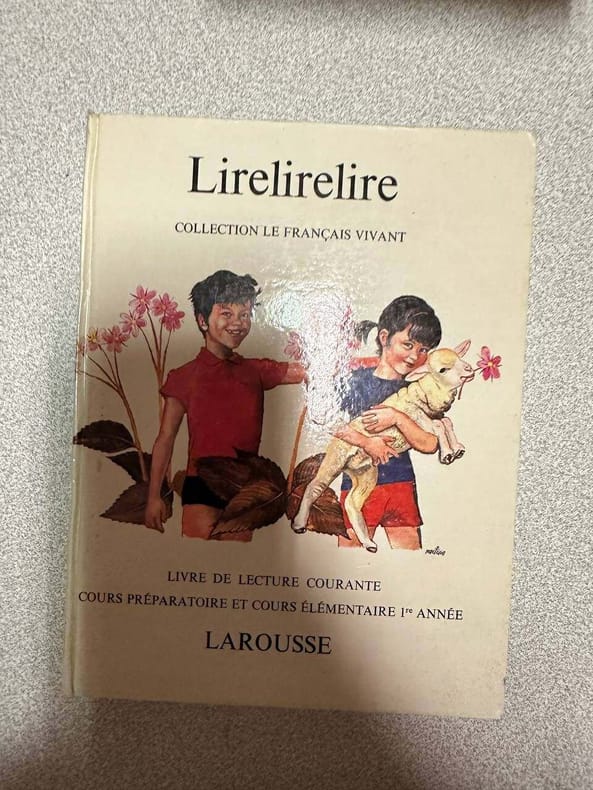 Lirelirelire
COLLECTION LE FRANÇAIS VIVANT
LIVRE DE LECTURE COURANTE
COURS PRÉPARATOIRE ET COURS ÉLÉMENTAIRE 1re ANNÉE
LAROUSSE